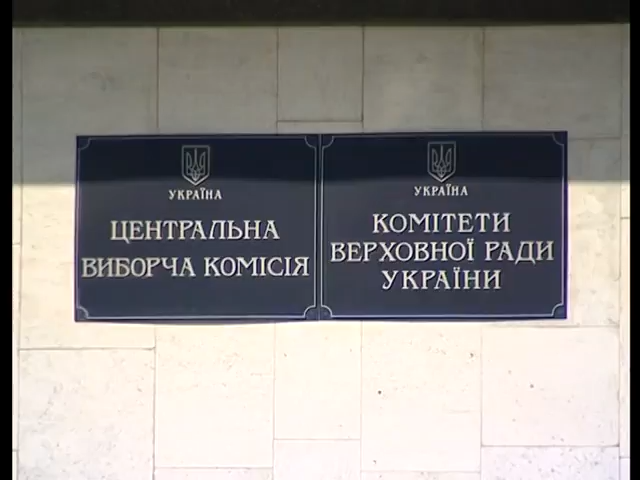 УКРАЇНА
ЦЕНТРАЛЬНА
ВИБОРЧА КОМІСІЯ
УКРАЇНА
КОМІТЕТИ
ВЕРХОВНОЇ РАДИ
УКРАЇНИ